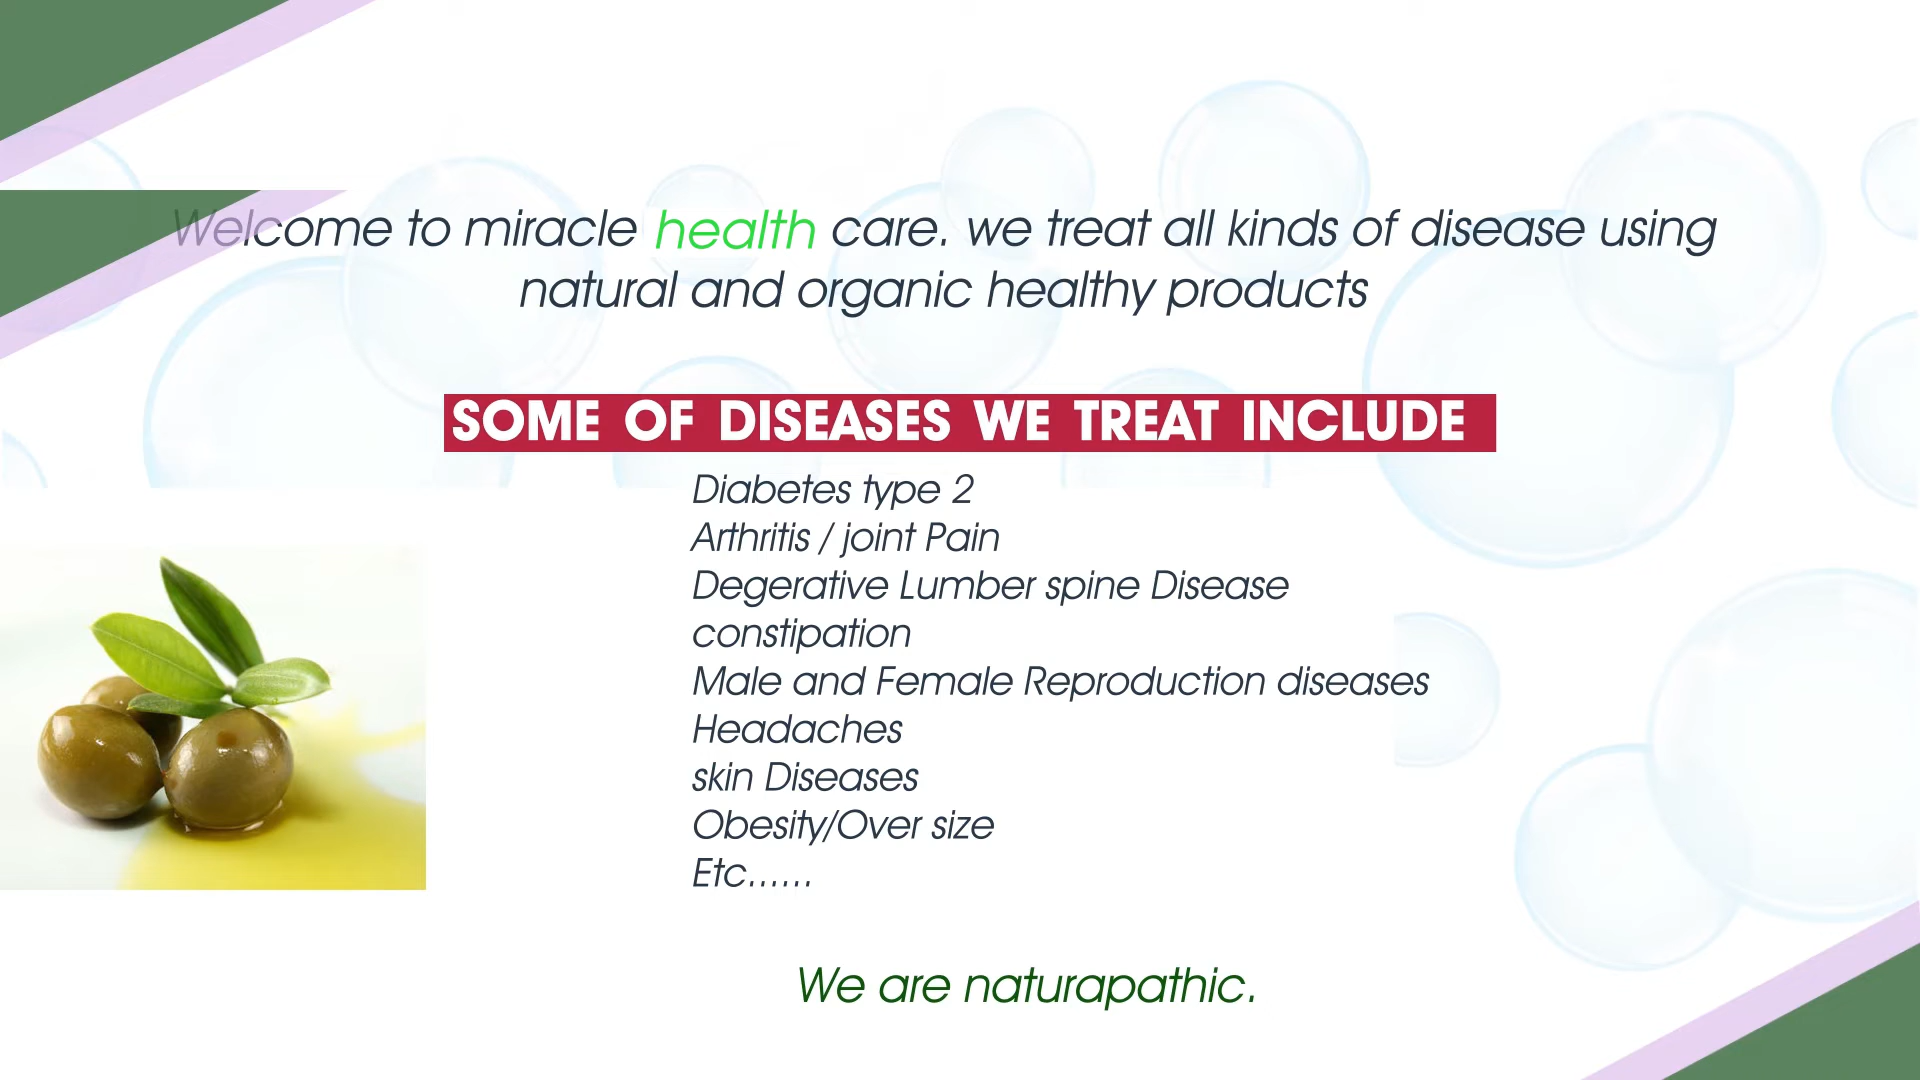 Welcome to miracle health care. we treat all kinds of disease using
natural and organic healthy products
SOME OF DISEASES WE TREAT INCLUDE
Diabetes type 2
Arthritis / joint Pain
Degerative Lumber spine Disease
constipation
Male and Female Reproduction diseases
Headaches
skin Diseases
Obesity/Over size
Etc......
We are naturapathic.